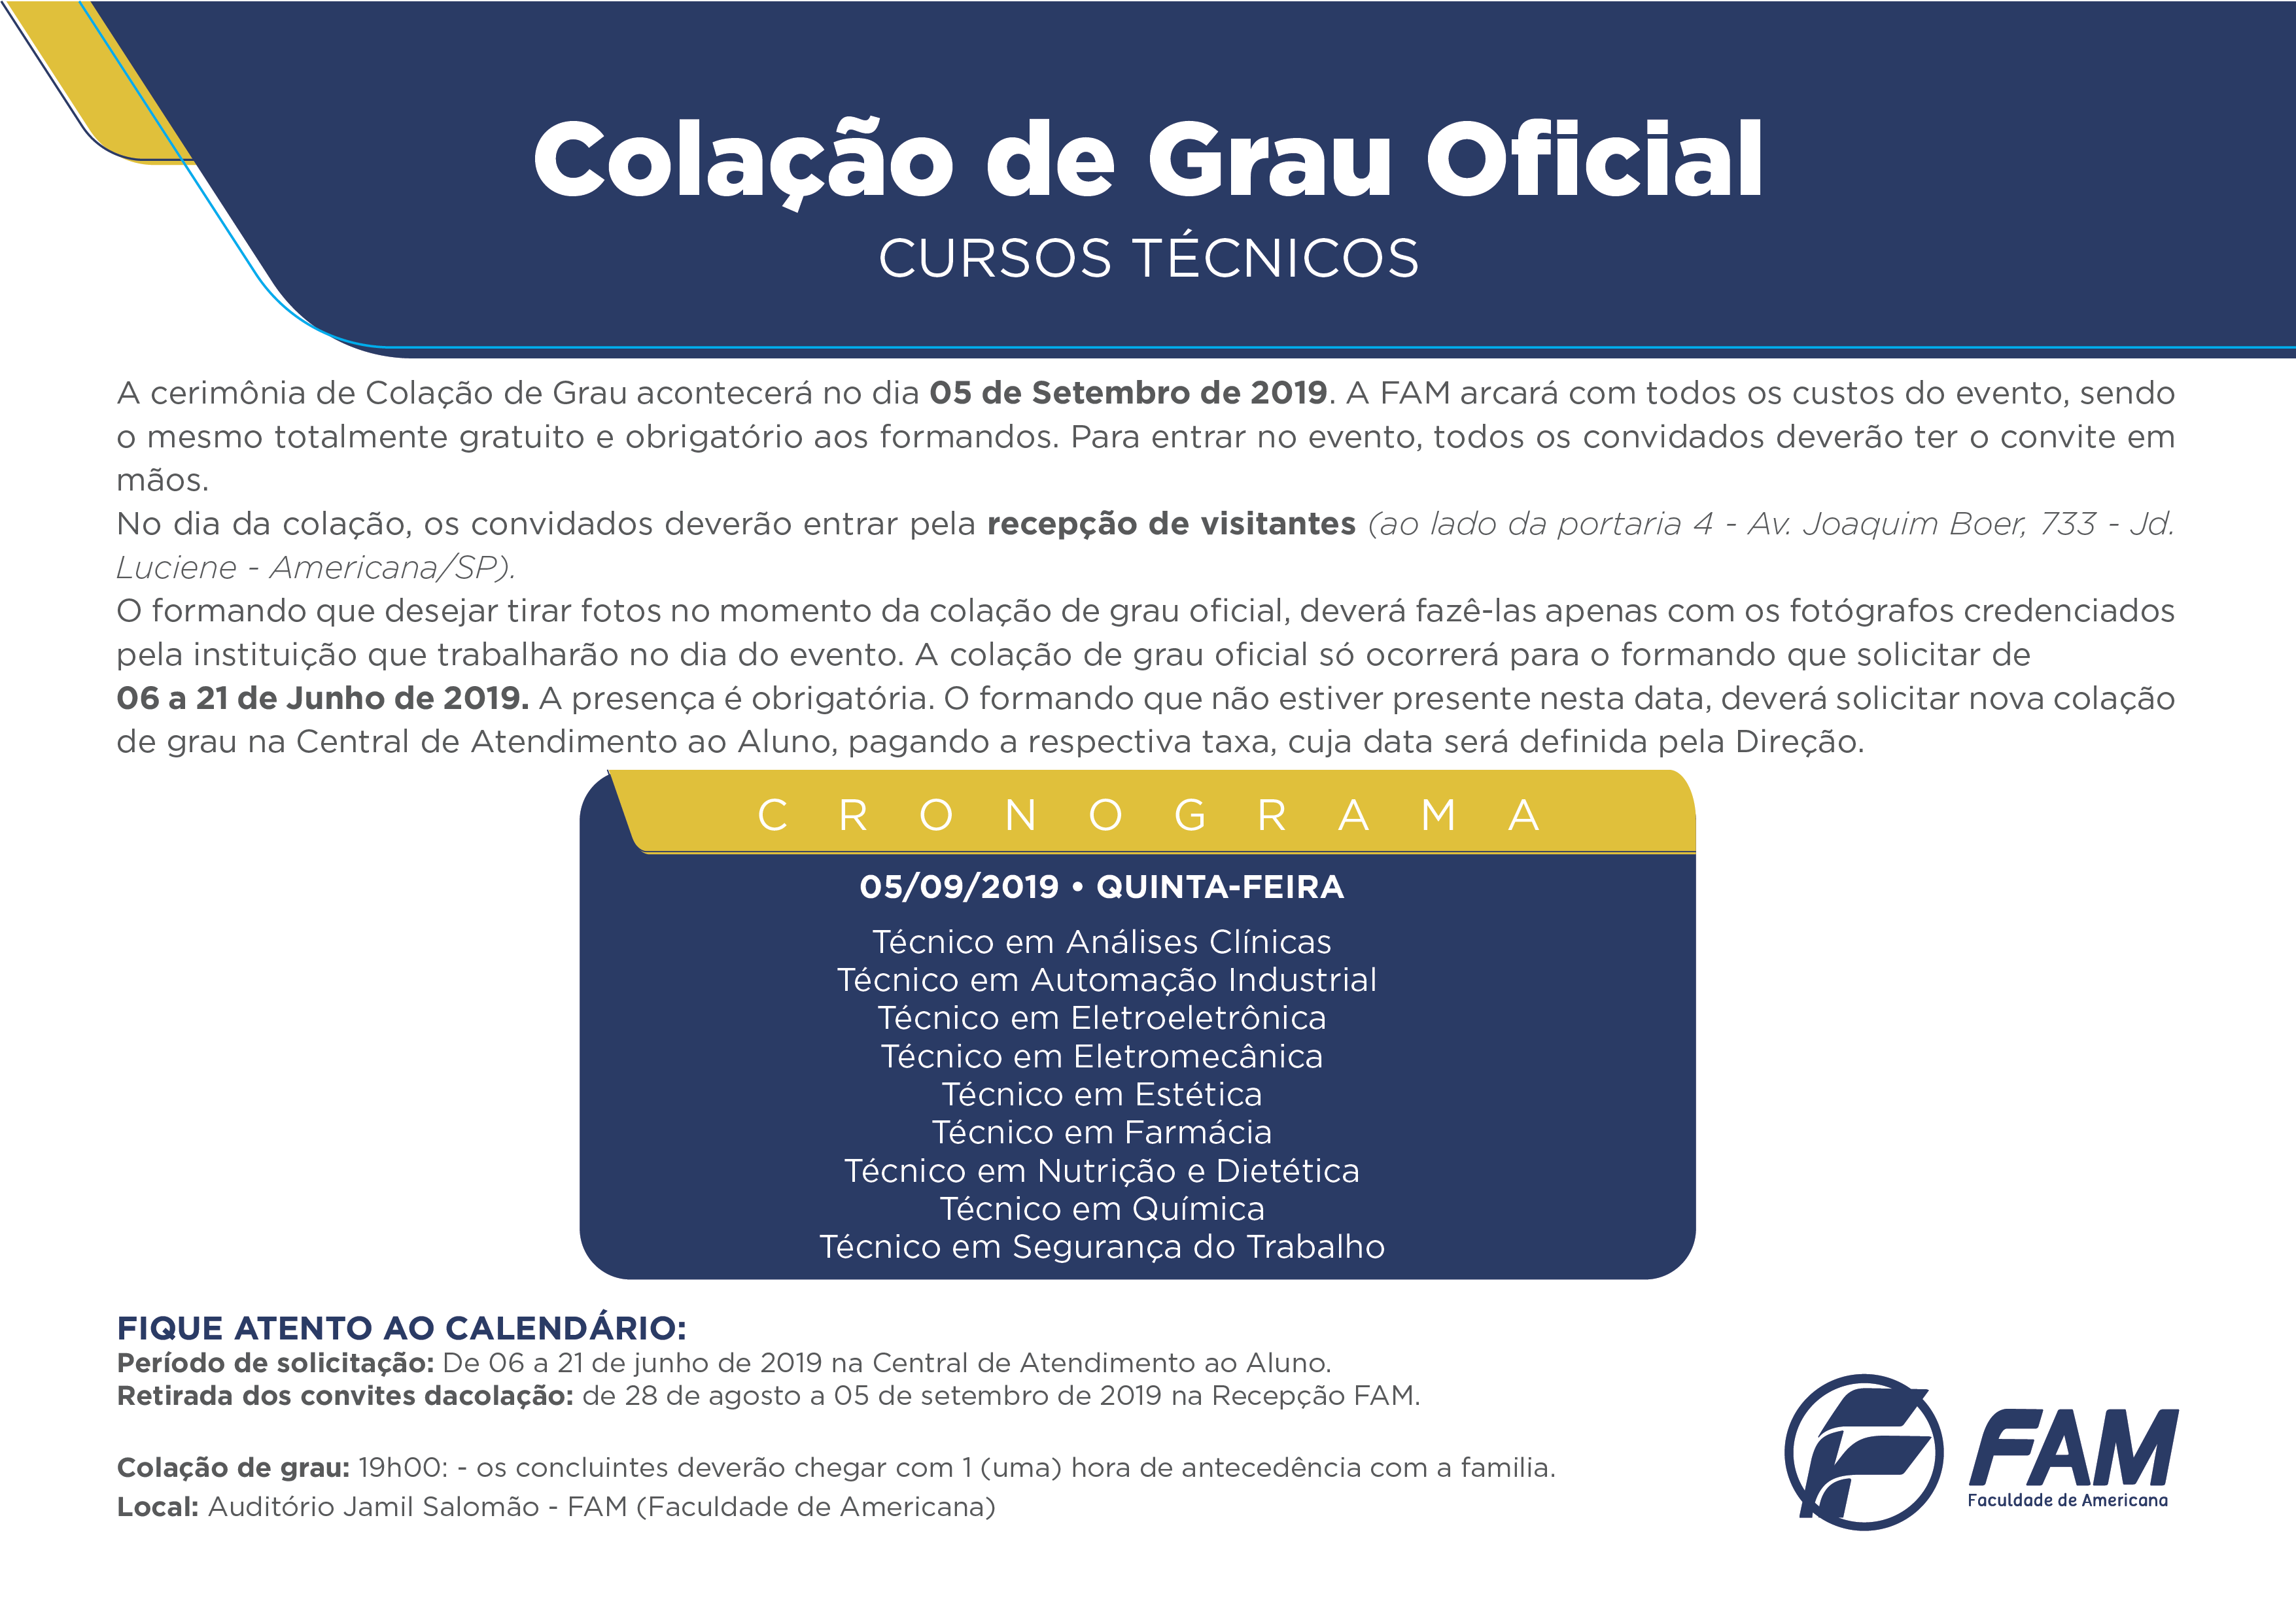 Colação de Grau Oficial
CURSOS TÉCNICOS
A cerimônia de Colação de Grau acontecerá no dia 05 de Setembro de 2019. A FAM arcará com todos os custos do evento, sendo
o mesmo totalmente gratuito e obrigatório aos formandos. Para entrar no evento, todos os convidados deverão ter o convite em
mãos.
No dia da colação, os convidados deverão entrar pela recepção de visitantes (ao lado da portaria 4 - Av. Joaquim Boer, 733 - Jd.
Luciene - Americana/SP).
O formando que desejar tirar fotos no momento da colação de grau oficial, deverá fazê-las apenas com os fotógrafos credenciados
pela instituição que trabalharão no dia do evento. A colação de grau oficial só ocorrerá para o formando que solicitar de
06 a 21 de Junho de 2019. A presença é obrigatória. O formando que não estiver presente nesta data, deverá solicitar nova colação
de grau na Central de Atendimento ao Aluno, pagando a respectiva taxa, cuja data será definida pela Direção.
CRONOGRAMA
05/09/2019 • QUINTA-FEIRA
Técnico em Análises Clínicas
Técnico em Automação Industrial
Técnico em Eletroeletrônica
Técnico em Eletromecânica
Técnico em Estética
Técnico em Farmácia
Técnico em Nutrição e Dietética
Técnico em Química
Técnico em Segurança do Trabalho
FIQUE ATENTO AO CALENDÁRIO:
Período de solicitação: De 06 a 21 de junho de 2019 na Central de Atendimento ao Aluno.
Retirada dos convites dacolação: de 28 de agosto a 05 de setembro de 2019 na Recepção FAM.
Colação de grau: 19h00: - os concluintes deverão chegar com 1 (uma) hora de antecedência com a familia.
Local: Auditório Jamil Salomão - FAM (Faculdade de Americana)
FAM
Faculdade de Americana